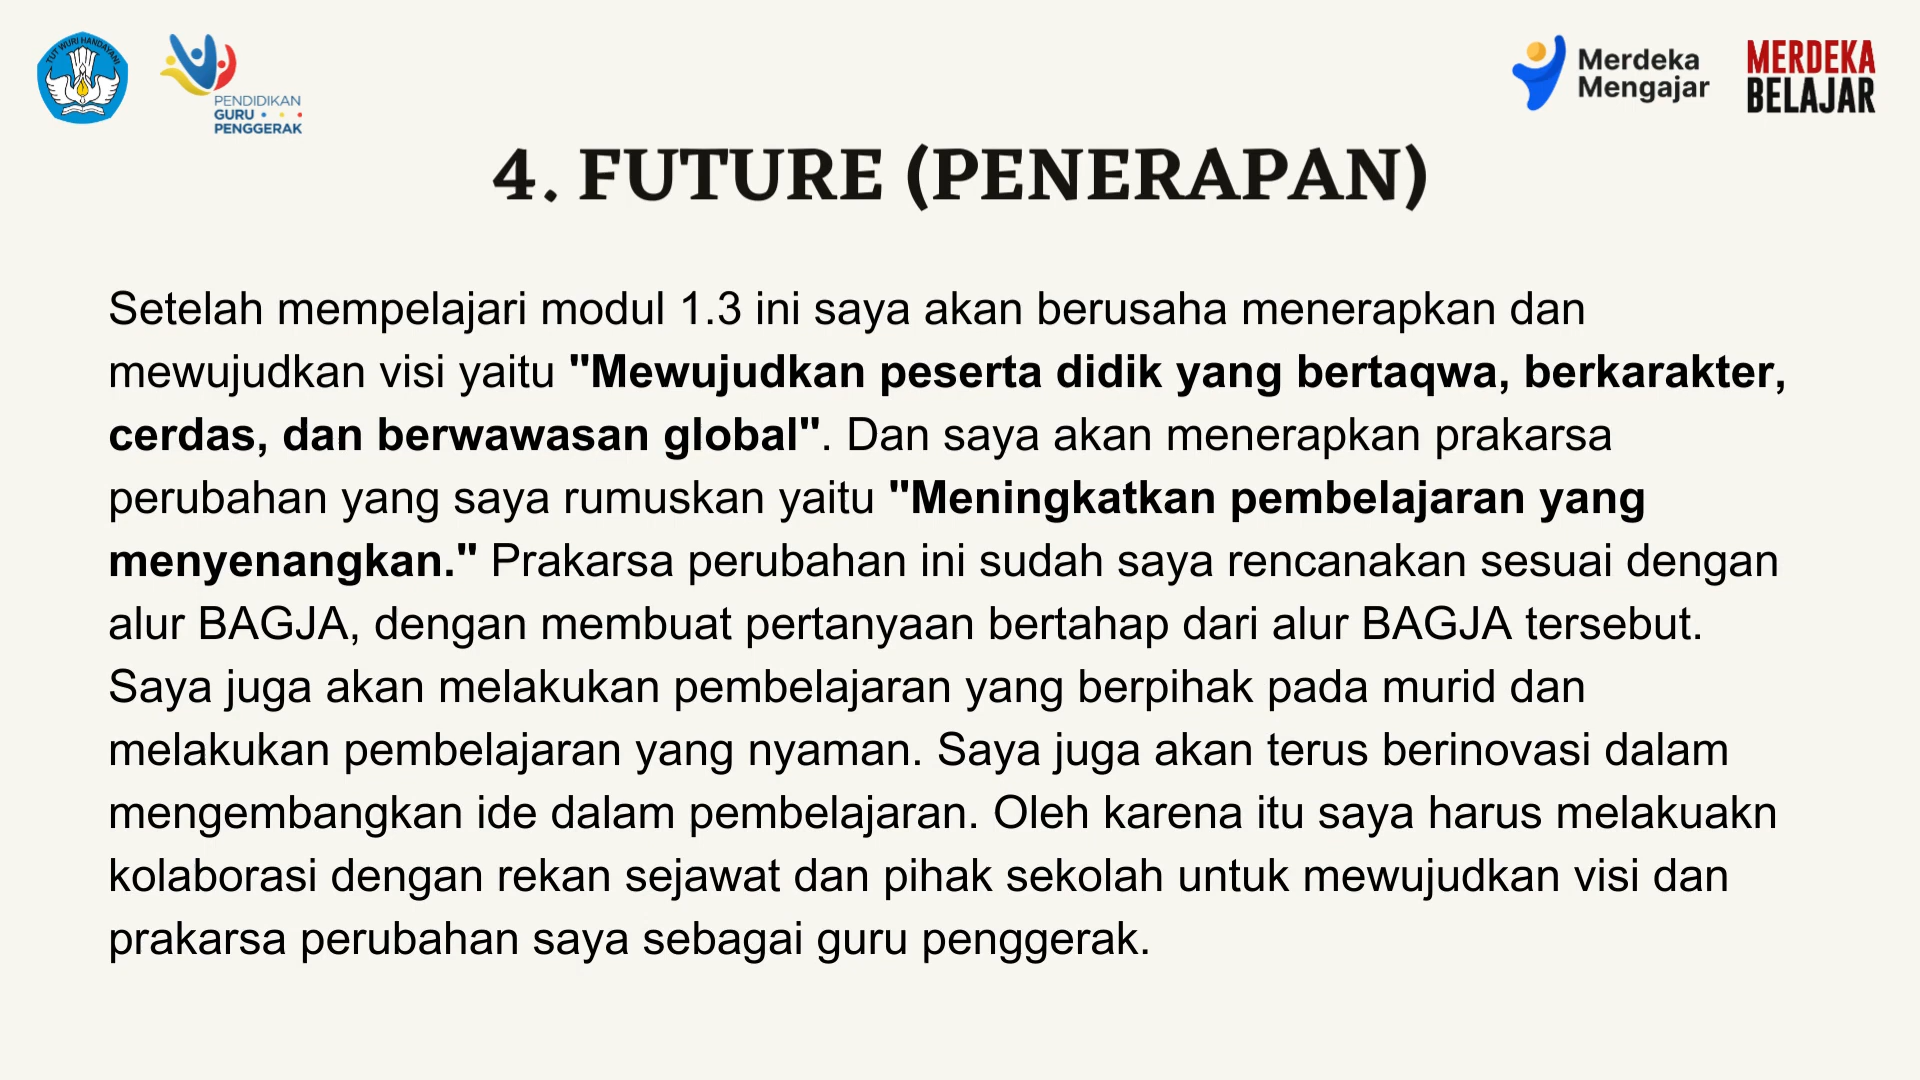 TUT WURI HANDAYANI
PENDIDIKAN
GURU
PENGGERAK
Merdeka
Mengajar
MERDEKA
BELAJAR
4. FUTURE (PENERAPAN)
Setelah mempelajari modul 1.3 ini saya akan berusaha menerapkan dan
mewujudkan visi yaitu "Mewujudkan peserta didik yang bertaqwa, berkarakter,
cerdas, dan berwawasan global". Dan saya akan menerapkan prakarsa
perubahan yang saya rumuskan yaitu "Meningkatkan pembelajaran yang
menyenangkan." Prakarsa perubahan ini sudah saya rencanakan sesuai dengan
alur BAGJA, dengan membuat pertanyaan bertahap dari alur BAGJA tersebut.
Saya juga akan melakukan pembelajaran yang berpihak pada murid dan
melakukan pembelajaran yang nyaman. Saya juga akan terus berinovasi dalam
mengembangkan ide dalam pembelajaran. Oleh karena itu saya harus melakuakn
kolaborasi dengan rekan sejawat dan pihak sekolah untuk mewujudkan visi dan
prakarsa perubahan saya sebagai guru penggerak.